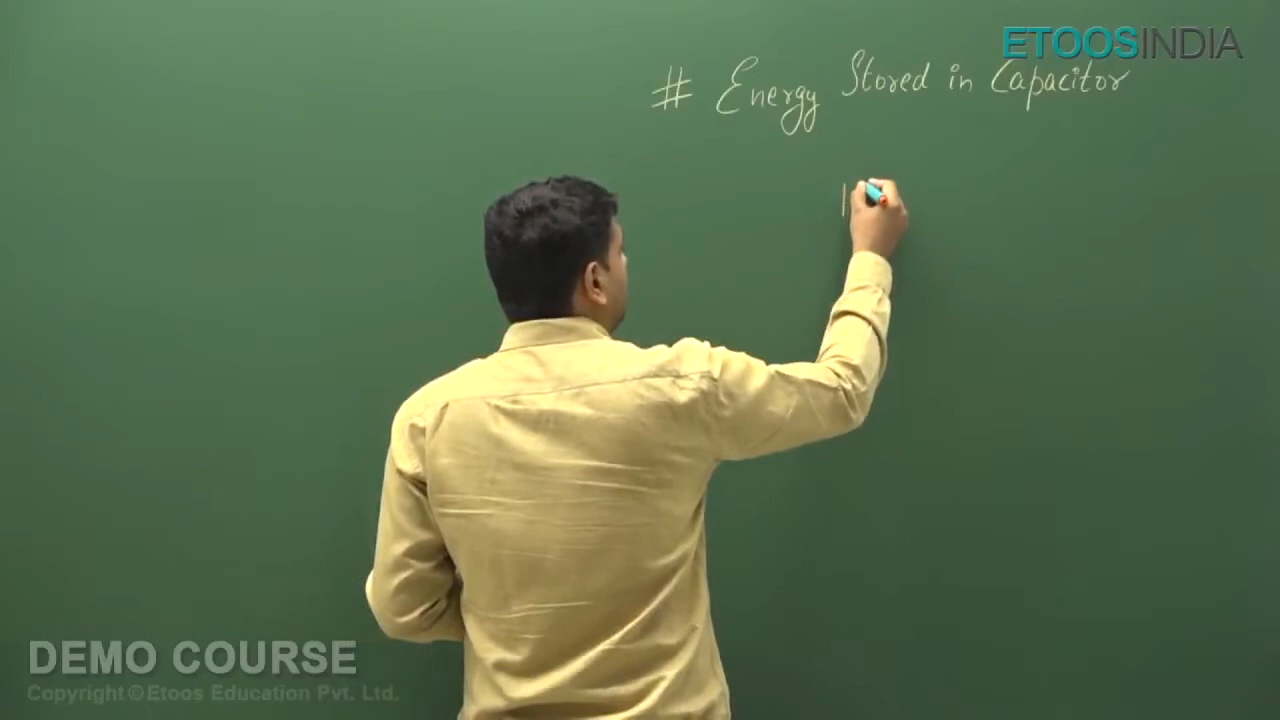 ETOOSINDIA
# Energy Stored in Capacitor
DEMO COURSE
Copyright © Etoos Education Pvt. Ltd.